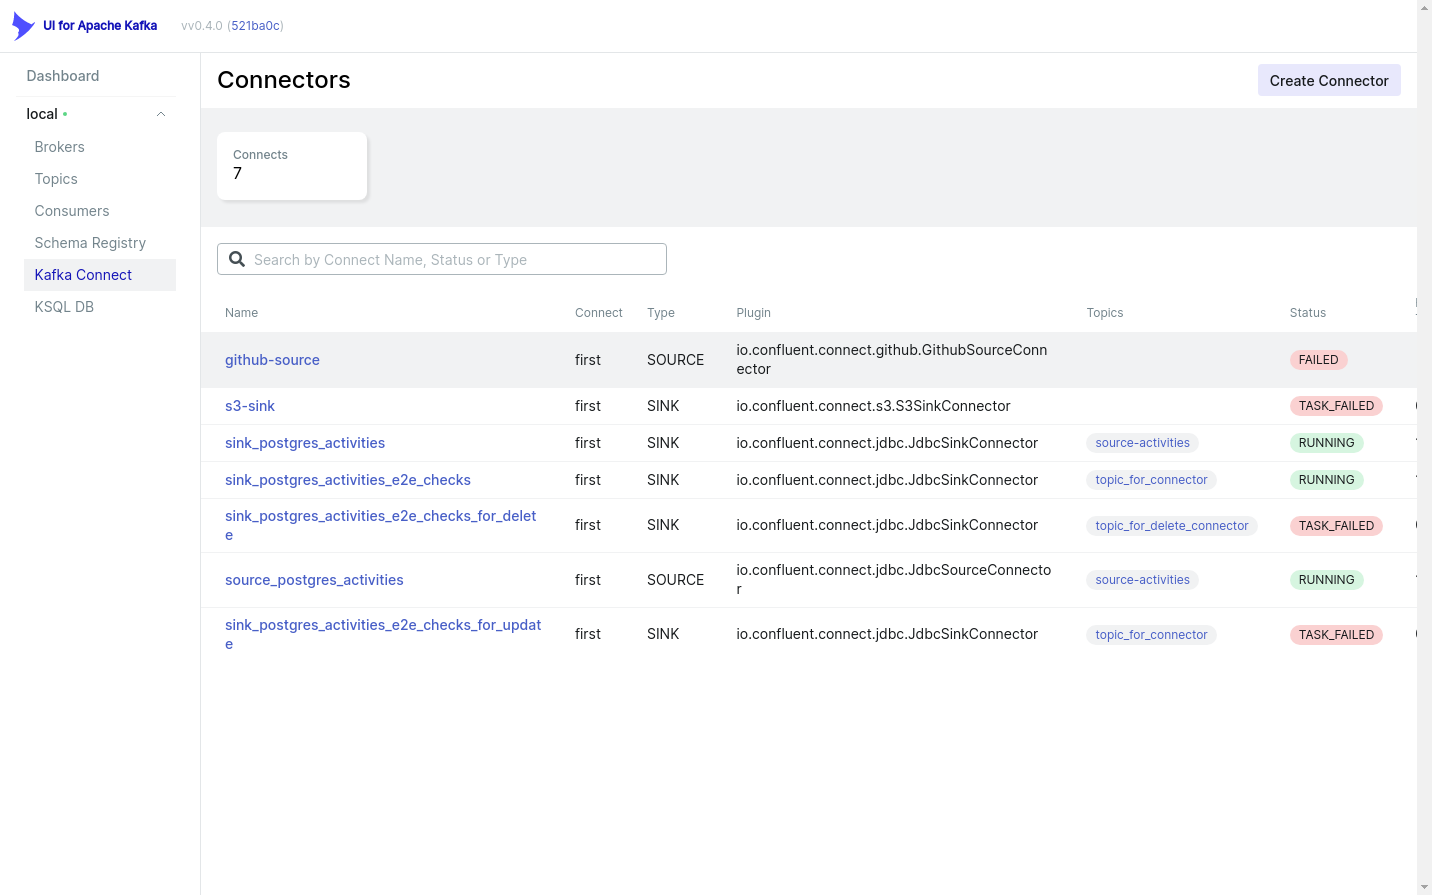 UI for Apache Kafka vv0.4.0 (521ba0c)
Dashboard
local
Brokers
Topics
Consumers
Schema Registry
Kafka Connect
KSQL DB
Connectors
Create Connector
Connects
7
Search by Connect Name, Status or Type
Name Connect Type Plugin Topics Status
github-source first SOURCE io.confluent.connect.github.GithubSourceConn
ector FAILED
s3-sink first SINK io.confluent.connect.s3.S3SinkConnector TASK_FAILED
sink_postgres_activities first SINK io.confluent.connect.jdbc.JdbcSinkConnector source-activities RUNNING
sink_postgres_activities_e2e_checks first SINK io.confluent.connect.jdbc.JdbcSinkConnector topic_for_connector RUNNING
sink_postgres_activities_e2e_checks_for_delet
e first SINK io.confluent.connect.jdbc.JdbcSinkConnector topic_for_delete_connector TASK_FAILED
source_postgres_activities first SOURCE io.confluent.connect.jdbc.JdbcSourceConnecto
r source-activities RUNNING
sink_postgres_activities_e2e_checks_for_updat
e first SINK io.confluent.connect.jdbc.JdbcSinkConnector topic_for_connector TASK_FAILED